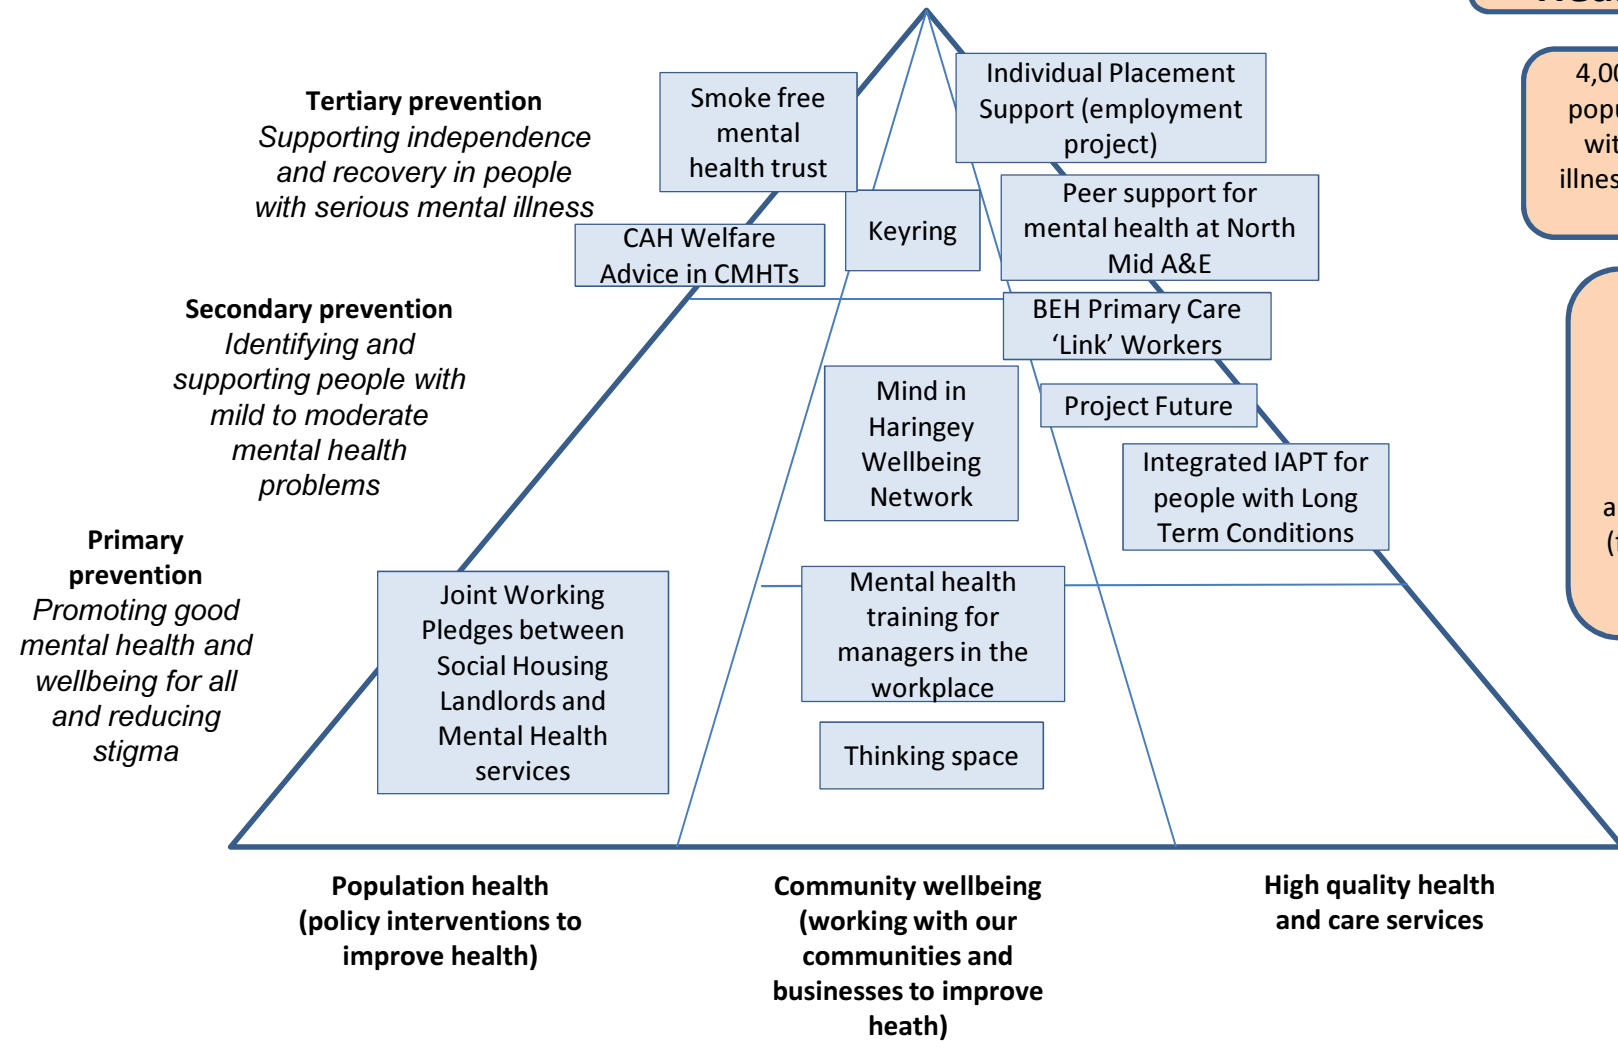 Tertiary prevention
Supporting independence
and recovery in people
with serious mental illness
Secondary prevention
Identifying and
supporting people with
mild to moderate
mental health
problems
Primary
prevention
Promoting good
mental health and
wellbeing for all
and reducing
stigma
Smoke free
mental
health trust
Individual Placement
Support (employment
project)
CAH Welfare
Advice in CMHTs
Keyring
Peer support for
mental health at North
Mid A&E
BEH Primary Care
‘Link’ Workers
Mind in
Haringey
Wellbeing
Network
Project Future
Integrated IAPT for
people with Long
Term Conditions
Joint Working
Pledges between
Social Housing
Landlords and
Mental Health
services
Mental health
training for
managers in the
workplace
Thinking space
Population health
(policy interventions to
improve health)
Community wellbeing
(working with our
communities and
businesses to improve
heath)
High quality health
and care services
4,00
popu
wit
illnes
a
(t